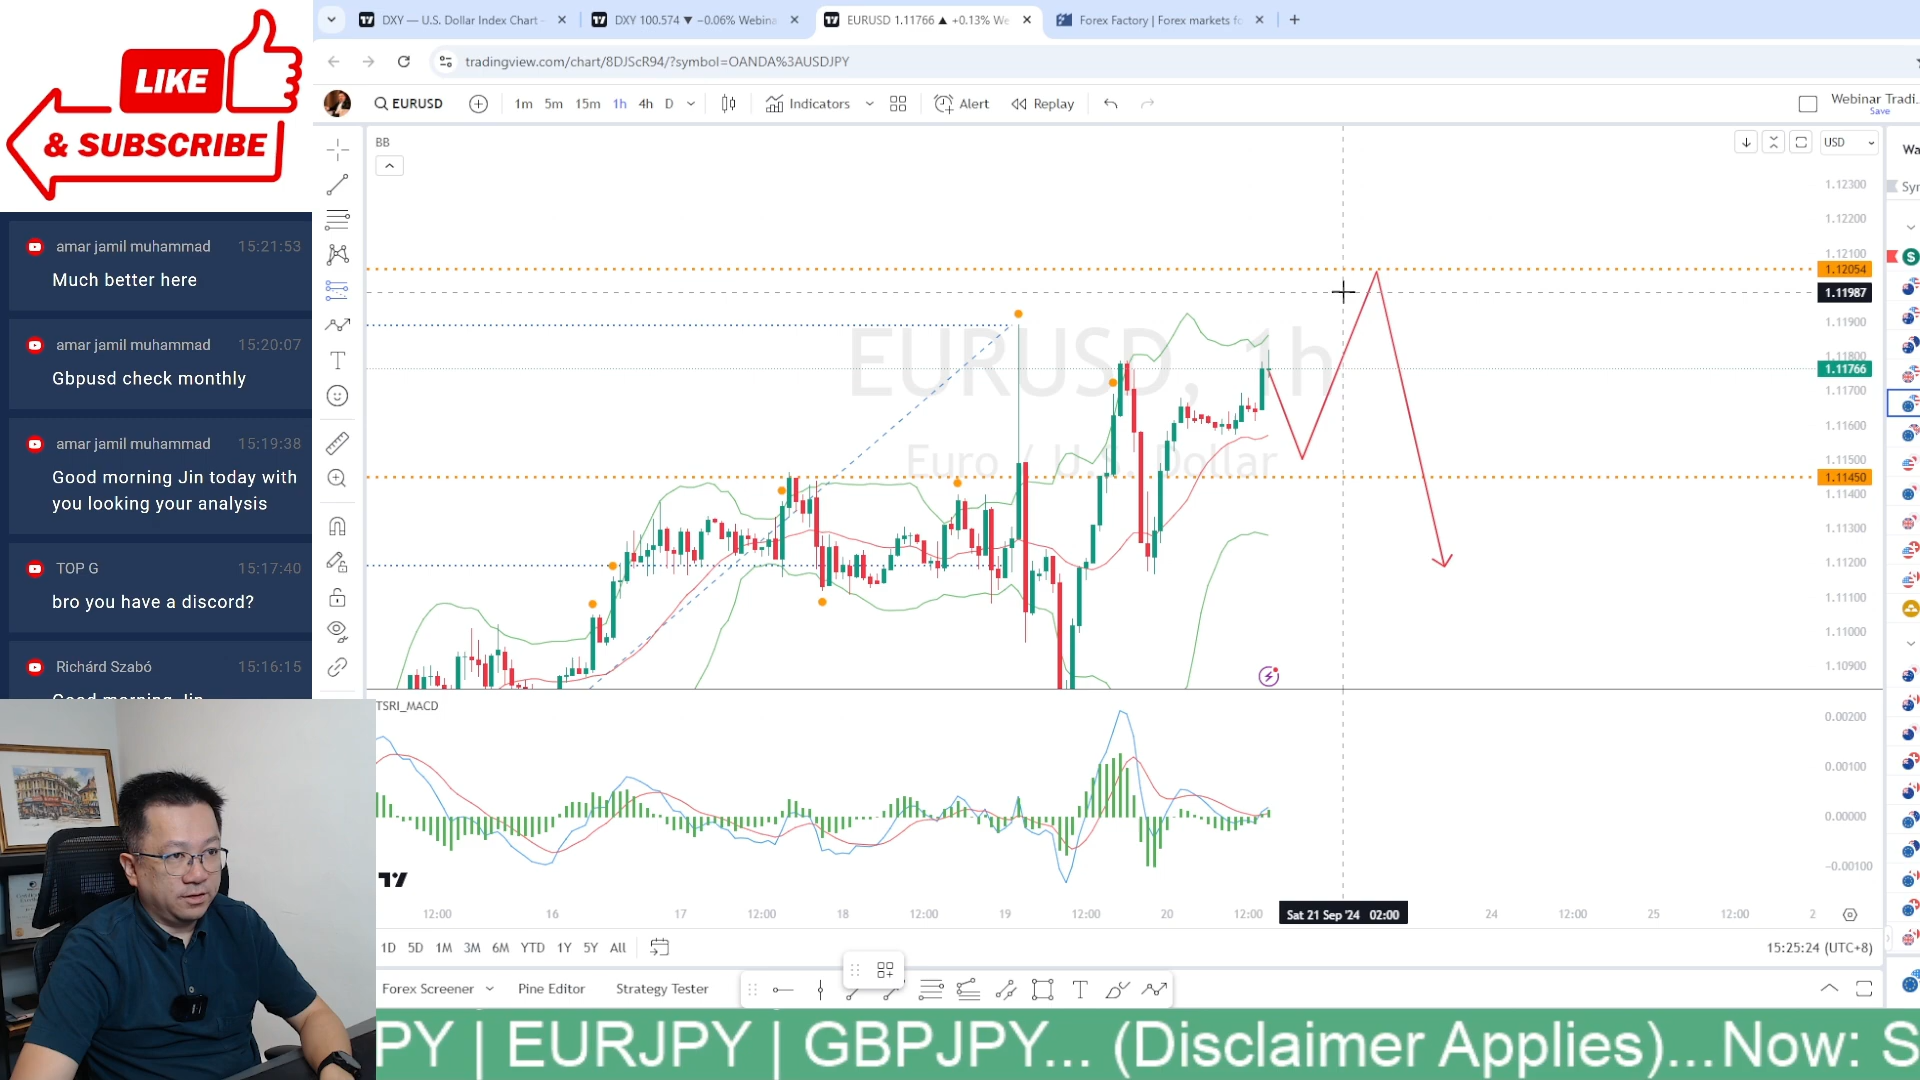 DXY — U.S. Dollar Index Chart -
DXY 100.574 ▼ −0.06% Webina
EURUSD 1.11766 ▲ +0.13% We
Forex Factory | Forex markets fo
tradingview.com/chart/8DJScR94/?symbol=OANDA%3AUSDJPY
EURUSD
1m 5m 15m 1h 4h D
Indicators
Alert
Replay
Webinar Tradi...
Save
LIKE
& SUBSCRIBE
amar jamil muhammad 15:21:53
Much better here
amar jamil muhammad 15:20:07
Gbpusd check monthly
amar jamil muhammad 15:19:38
Good morning Jin today with
you looking your analysis
TOP G 15:17:40
bro you have a discord?
Richárd Szabó 15:16:15
Good morning Jin
BB
USD
Wa
Syr
EURUSD, 1h
Euro / U.S. Dollar
1.12300
1.12200
1.12100
1.12054
1.11987
1.11900
1.11800
1.11766
1.11700
1.11600
1.11500
1.11450
1.11400
1.11300
1.11200
1.11100
1.11000
1.10900
TSRI_MACD
0.00200
0.00100
0.00000
−0.00100
12:00 16 17 12:00 18 12:00 19 12:00 20 12:00 Sat 21 Sep '24 02:00 24 12:00 25 12:00 2
1D 5D 1M 3M 6M YTD 1Y 5Y All
15:25:24 (UTC+8)
Forex Screener
Pine Editor
Strategy Tester
PY | EURJPY | GBPJPY... (Disclaimer Applies)...Now: S